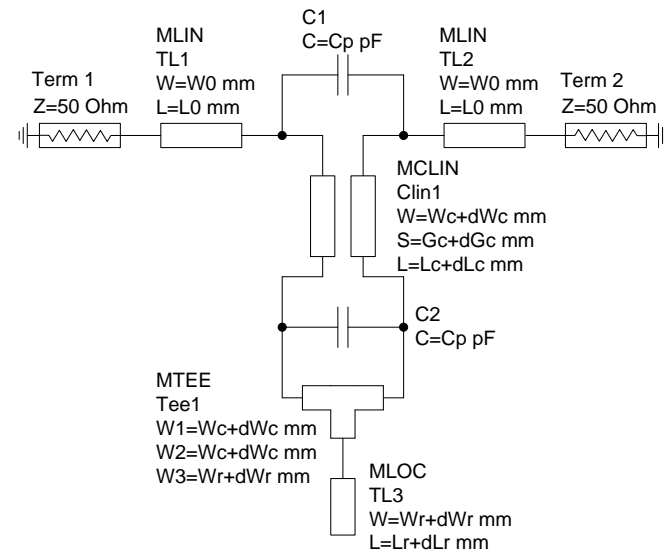 C1
C=Cp pF
MLIN
TL1
W=W0 mm
L=L0 mm
MLIN
TL2
W=W0 mm
L=L0 mm
Term 1
Z=50 Ohm
Term 2
Z=50 Ohm
MCLIN
Clin1
W=Wc+dWc mm
S=Gc+dGc mm
L=Lc+dLc mm
C2
C=Cp pF
MTEE
Tee1
W1=Wc+dWc mm
W2=Wc+dWc mm
W3=Wr+dWr mm
MLOC
TL3
W=Wr+dWr mm
L=Lr+dLr mm